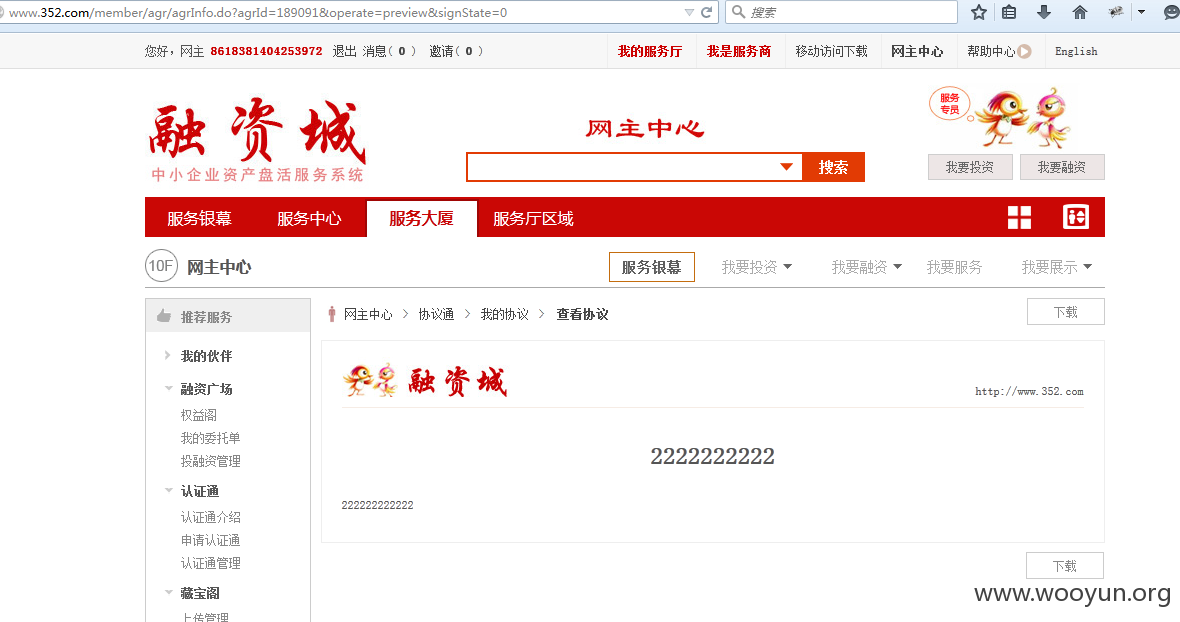 www.352.com/member/agr/agrInfo.do?agrId=189091&operate=preview&signState=0
搜索
您好，网主 8618381404253972 退出 消息( 0 ) 邀请( 0 )
我的服务厅 我是服务商 移动访问下载 网主中心 帮助中心 English
融资城
中小企业资产盘活服务系统
网主中心
搜索
服务专员
我要投资 我要融资
服务银幕 服务中心 服务大厦 服务厅区域
10F 网主中心
服务银幕 我要投资 我要融资 我要服务 我要展示
推荐服务
我的伙伴
融资广场
权益阁
我的委托单
投融资管理
认证通
认证通介绍
申请认证通
认证通管理
藏宝阁
上传管理
网主中心 > 协议通 > 我的协议 > 查看协议
下载
融资城
http://www.352.com
2222222222
222222222222
下载
www.wooyun.org